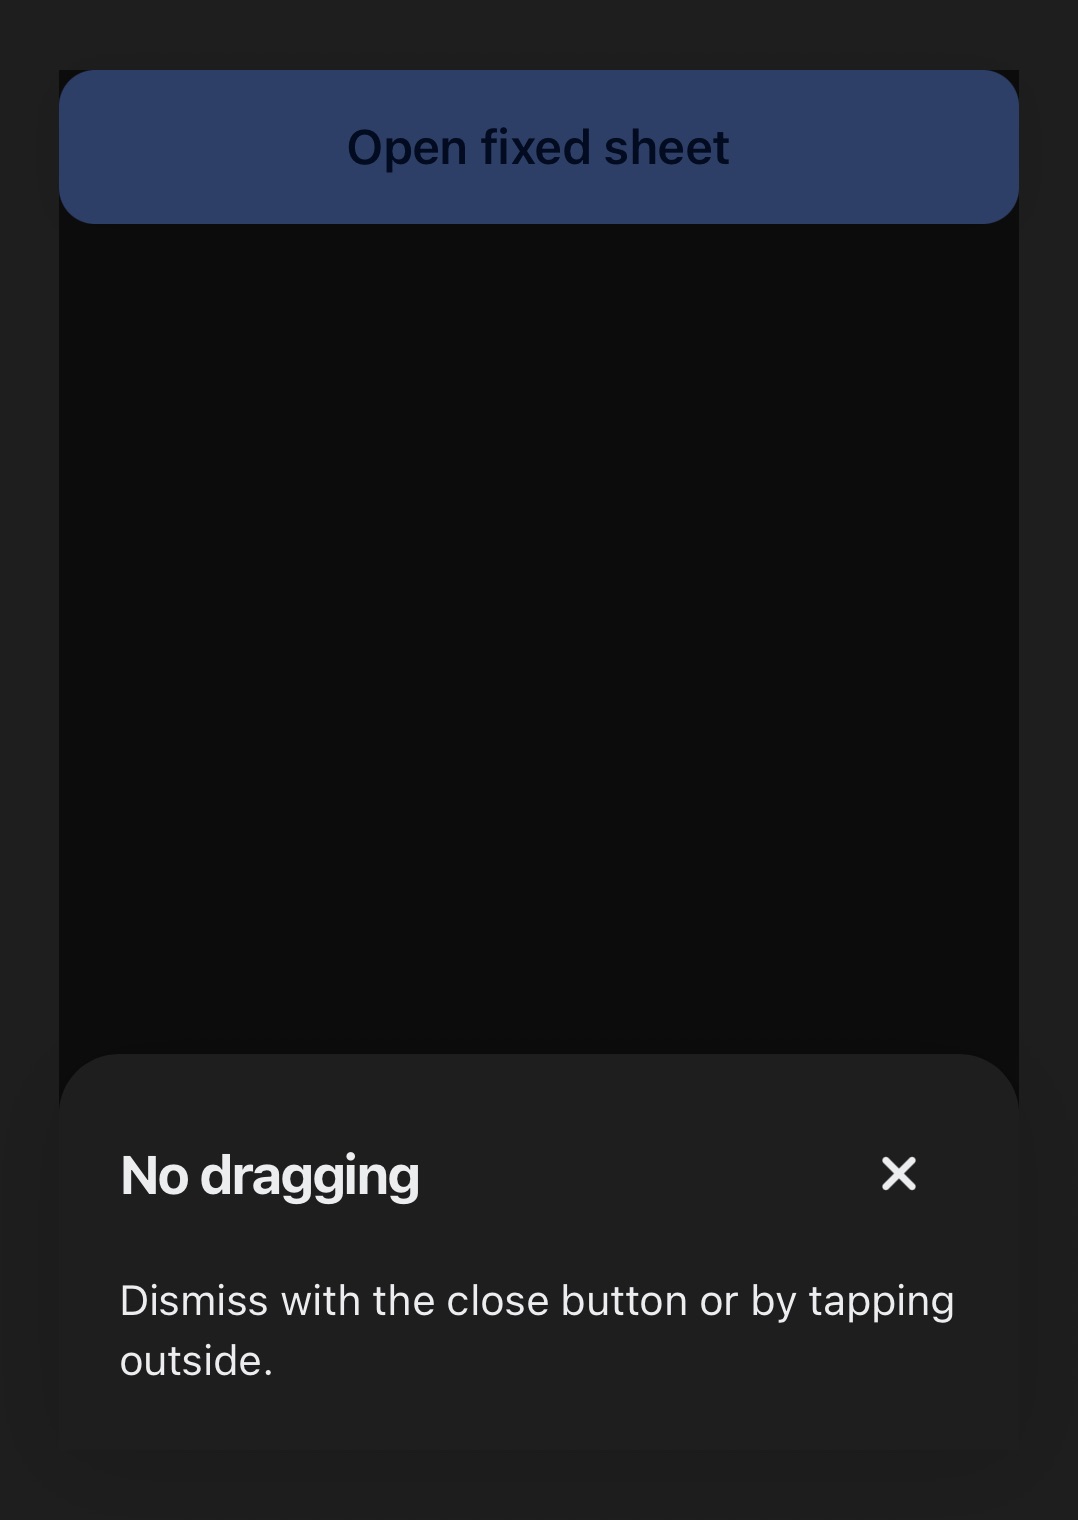 Open fixed sheet
No dragging
Dismiss with the close button or by tapping
outside.